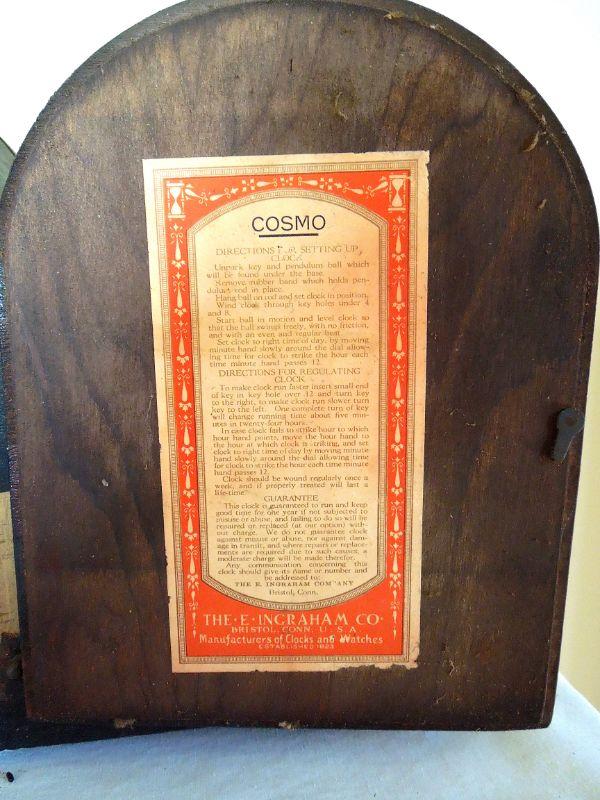 COSMO
DIRECTIONS FOR SETTING UP
CLOCK
Unpack key and pendulum ball which
will be found under the base.
Remove rubber band which holds pen-
dulum rod in place.
Hang ball on rod and set clock in position.
Wind clock through key holes under 4
and 8.
Start ball in motion and level clock so
that the ball swings freely, with no friction,
and with an even and regular beat.
Set clock to right time of day, by moving
minute hand slowly around the dial allow-
ing time for clock to strike the hour each
time minute hand passes 12.
DIRECTIONS FOR REGULATING
CLOCK
To make clock run faster insert small end
of key in key hole over 12 and turn key
to the right, to make clock run slower turn
key to the left. One complete turn of key
will change running time about five min-
utes in twenty-four hours.
In case clock fails to strike hour to which
hour hand points, move the hour hand to
the hour at which clock is striking, and set
clock to right time of day by moving minute
hand slowly around the dial allowing time
for clock to strike the hour each time minute
hand passes 12.
Clock should be wound regularly once a
week, and if properly treated will last a
life-time.
GUARANTEE
This clock is guaranteed to run and keep
good time for one year if not subjected to
misuse or abuse, and failing to do so will be
repaired or replaced (at our option) with-
out charge. We do not guarantee clock
against misuse or abuse, nor against dam-
age in transit, and where repairs or replace-
ments are required due to such causes, a
moderate charge will be made therefor.
Any communication concerning this
clock should give its name or number and
be addressed to:
THE E. INGRAHAM COMPANY
Bristol, Conn.
THE·E·INGRAHAM CO·
BRISTOL, CONN. U. S. A.
Manufacturers of Clocks and Watches
ESTABLISHED 1823